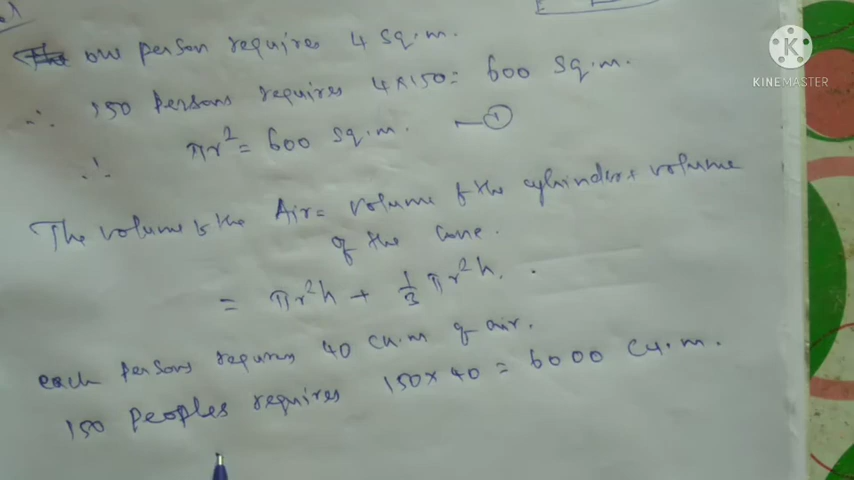 one person requires 4 sq.m.
∴ 150 persons requires 4×150 = 600 sq.m.
∴ πr² = 600 sq.m. —①
The volume of the Air = volume of the cylinder + volume
of the cone.
= πr²h + 1/3 πr²h.
each persons requires 40 cu.m of air.
150 peoples requires 150×40 = 6000 cu.m.
K
KINEMASTER